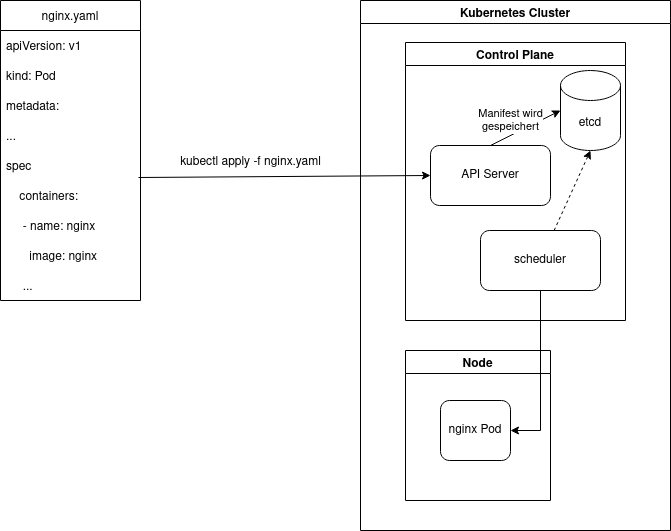 nginx.yaml
apiVersion: v1
kind: Pod
metadata:
...
spec
containers:
- name: nginx
image: nginx
...
kubectl apply -f nginx.yaml
Kubernetes Cluster
Control Plane
Manifest wird
gespeichert
etcd
API Server
scheduler
Node
nginx Pod